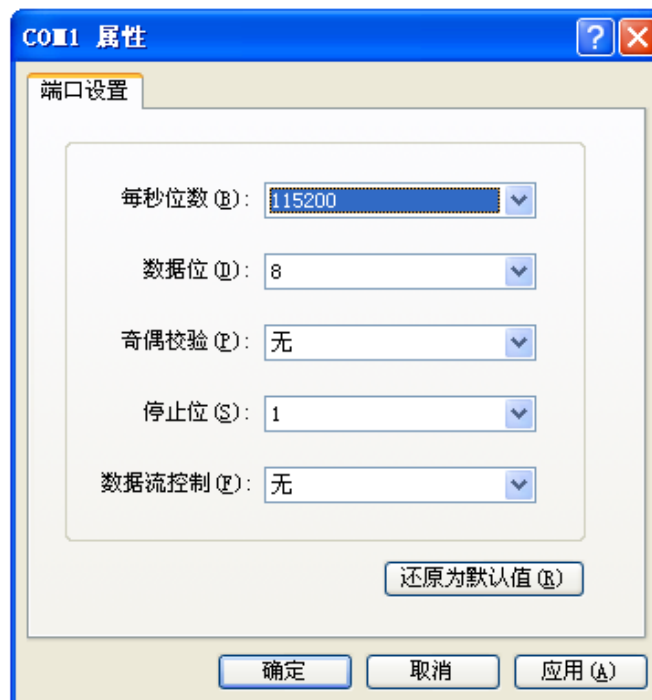 COM1 属性
端口设置
每秒位数(B): 115200
数据位(D): 8
奇偶校验(P): 无
停止位(S): 1
数据流控制(F): 无
还原为默认值(R)
确定 取消 应用(A)